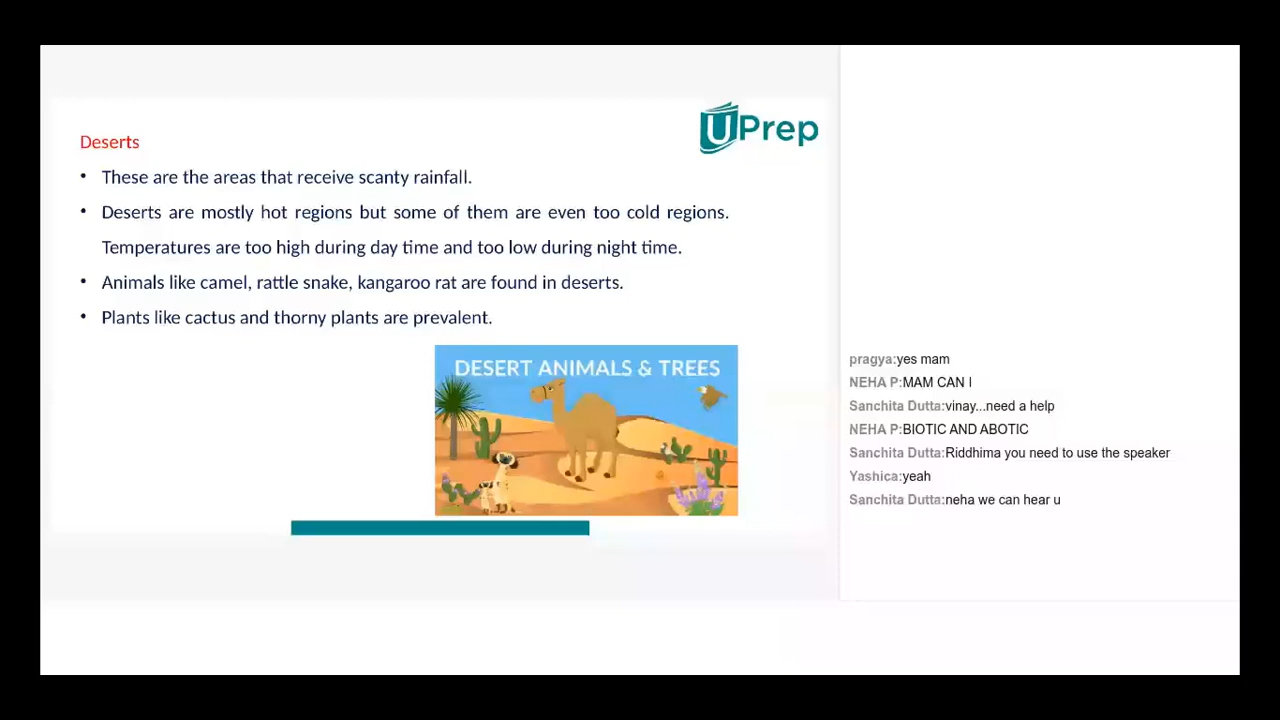 UPrep
Deserts
• These are the areas that receive scanty rainfall.
• Deserts are mostly hot regions but some of them are even too cold regions.
Temperatures are too high during day time and too low during night time.
• Animals like camel, rattle snake, kangaroo rat are found in deserts.
• Plants like cactus and thorny plants are prevalent.
DESERT ANIMALS & TREES
pragya:yes mam
NEHA P:MAM CAN I
Sanchita Dutta:vinay...need a help
NEHA P:BIOTIC AND ABOTIC
Sanchita Dutta:Riddhima you need to use the speaker
Yashica:yeah
Sanchita Dutta:neha we can hear u